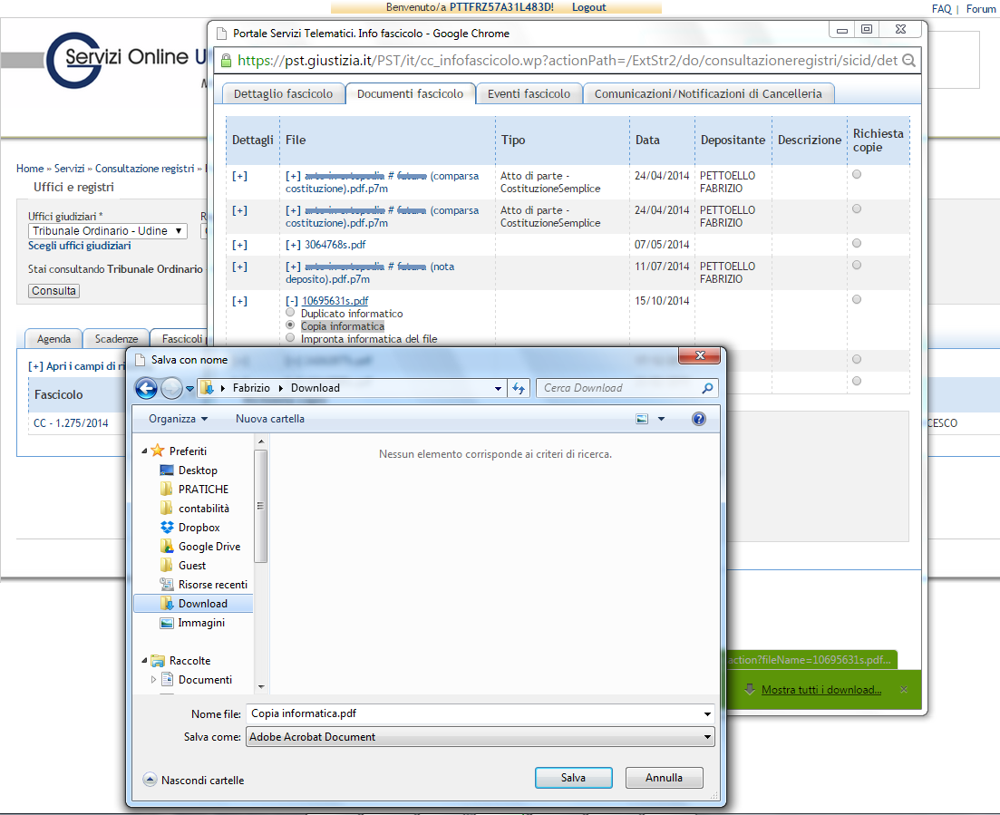 Benvenuto/a PTTFRZ57A31L483D! Logout
FAQ | Forum
Servizi Online U
Portale Servizi Telematici. Info fascicolo - Google Chrome
https://pst.giustizia.it/PST/it/cc_infofascicolo.wp?actionPath=/ExtStr2/do/consultazioneregistri/sicid/det
Dettaglio fascicolo Documenti fascicolo Eventi fascicolo Comunicazioni/Notificazioni di Cancelleria
Dettagli File Tipo Data Depositante Descrizione Richiesta
copie
[+] [+] # (comparsa Atto di parte - 24/04/2014 PETTOELLO
costituzione).pdf.p7m CostituzioneSemplice FABRIZIO
[+] [+] # (comparsa Atto di parte - 24/04/2014 PETTOELLO
costituzione).pdf.p7m CostituzioneSemplice FABRIZIO
[+] [+] 3064768s.pdf 07/05/2014
[+] [+] # (nota 11/07/2014 PETTOELLO
deposito).pdf.p7m FABRIZIO
[+] [-] 10695631s.pdf 15/10/2014
Duplicato informatico
Copia informatica
Impronta informatica del file
Home » Servizi » Consultazione registri »
Uffici e registri
Uffici giudiziari * R
Tribunale Ordinario - Udine
Scegli uffici giudiziari
Stai consultando Tribunale Ordinario
Consulta
Agenda Scadenze Fascicoli
[+] Apri i campi di ri
Fascicolo
CC - 1.275/2014
CESCO
Salva con nome
Fabrizio Download
Cerca Download
Organizza Nuova cartella
Nessun elemento corrisponde ai criteri di ricerca.
Preferiti
Desktop
PRATICHE
contabilità
Dropbox
Google Drive
Guest
Risorse recenti
Download
Immagini
Raccolte
Documenti
Nome file: Copia informatica.pdf
Salva come: Adobe Acrobat Document
Nascondi cartelle Salva Annulla
action?fileName=10695631s.pdf...
Mostra tutti i download...